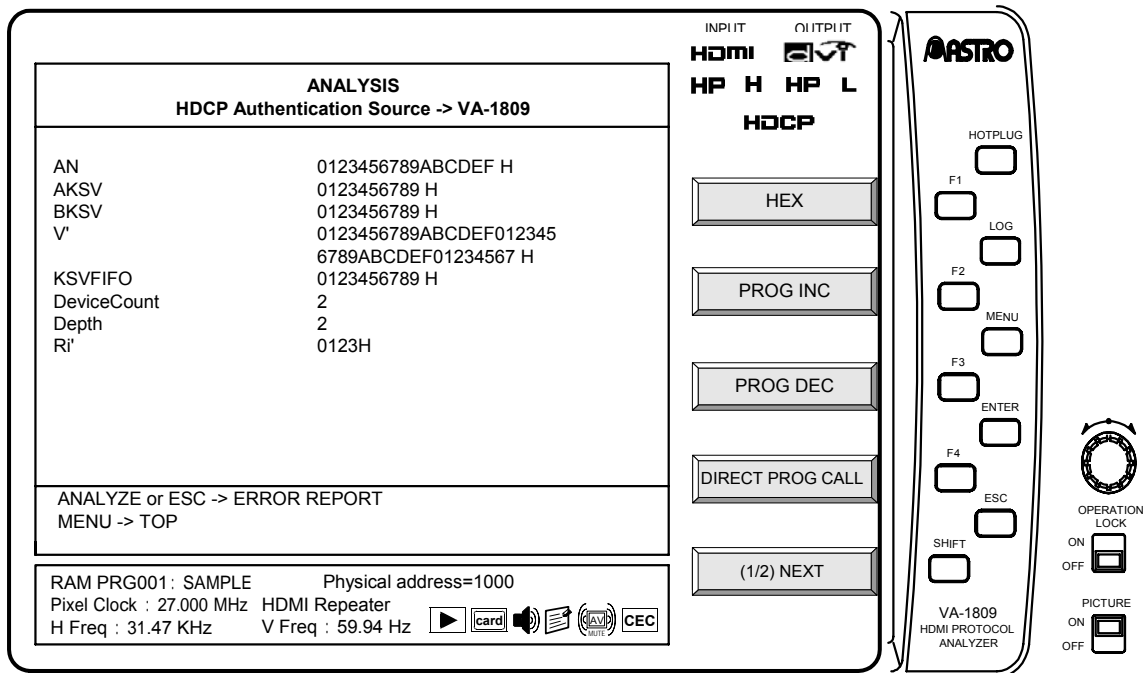 INPUT OUTPUT
HDMI DVI
HP H HP L
HDCP
ANALYSIS
HDCP Authentication Source -> VA-1809
AN 0123456789ABCDEF H
AKSV 0123456789 H
BKSV 0123456789 H
V' 0123456789ABCDEF012345
6789ABCDEF01234567 H
KSVFIFO 0123456789 H
DeviceCount 2
Depth 2
Ri' 0123H
ANALYZE or ESC -> ERROR REPORT
MENU -> TOP
RAM PRG001: SAMPLE Physical address=1000
Pixel Clock : 27.000 MHz HDMI Repeater
H Freq : 31.47 KHz V Freq : 59.94 Hz
card
AV
MUTE
CEC
HEX
PROG INC
PROG DEC
DIRECT PROG CALL
(1/2) NEXT
ASTRO
HOTPLUG
F1
LOG
F2
MENU
F3
ENTER
F4
ESC
SHIFT
VA-1809
HDMI PROTOCOL
ANALYZER
OPERATION
LOCK
ON
OFF
PICTURE
ON
OFF